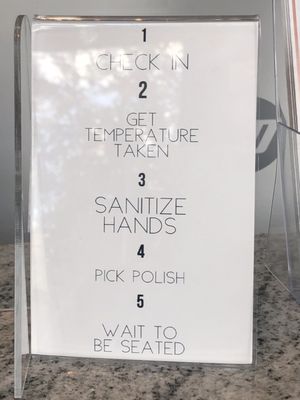 1
CHECK IN
2
GET
TEMPERATURE
TAKEN
3
SANITIZE
HANDS
4
PICK POLISH
5
WAIT TO
BE SEATED